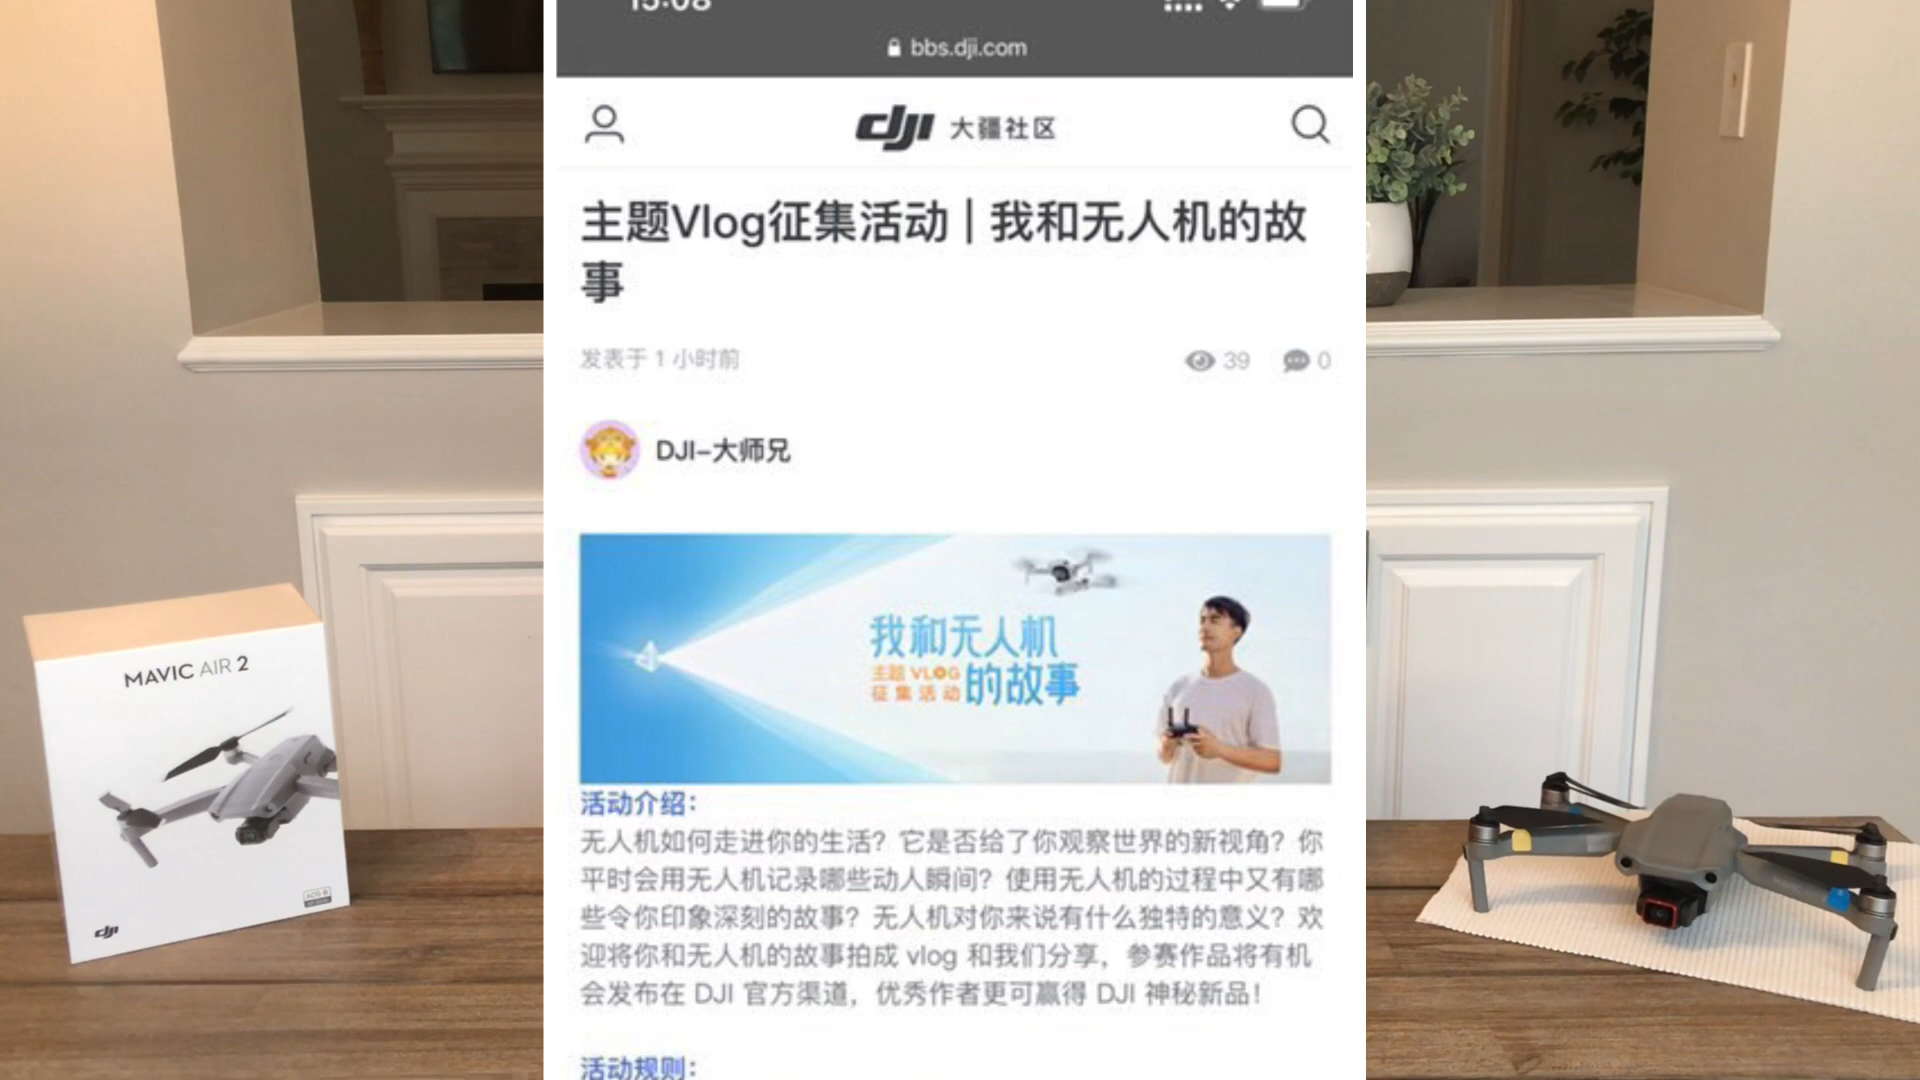 MAVIC AIR 2
ADS-B
dji
15:08
bbs.dji.com
dji 大疆社区
主题Vlog征集活动 | 我和无人机的故
事
发表于 1 小时前
39
0
DJI-大师兄
我和无人机
主题 VLOG
征集活动
的故事
活动介绍：
无人机如何走进你的生活？它是否给了你观察世界的新视角？你
平时会用无人机记录哪些动人瞬间？使用无人机的过程中又有哪
些令你印象深刻的故事？无人机对你来说有什么独特的意义？欢
迎将你和无人机的故事拍成 vlog 和我们分享，参赛作品将有机
会发布在 DJI 官方渠道，优秀作者更可赢得 DJI 神秘新品！
活动规则：